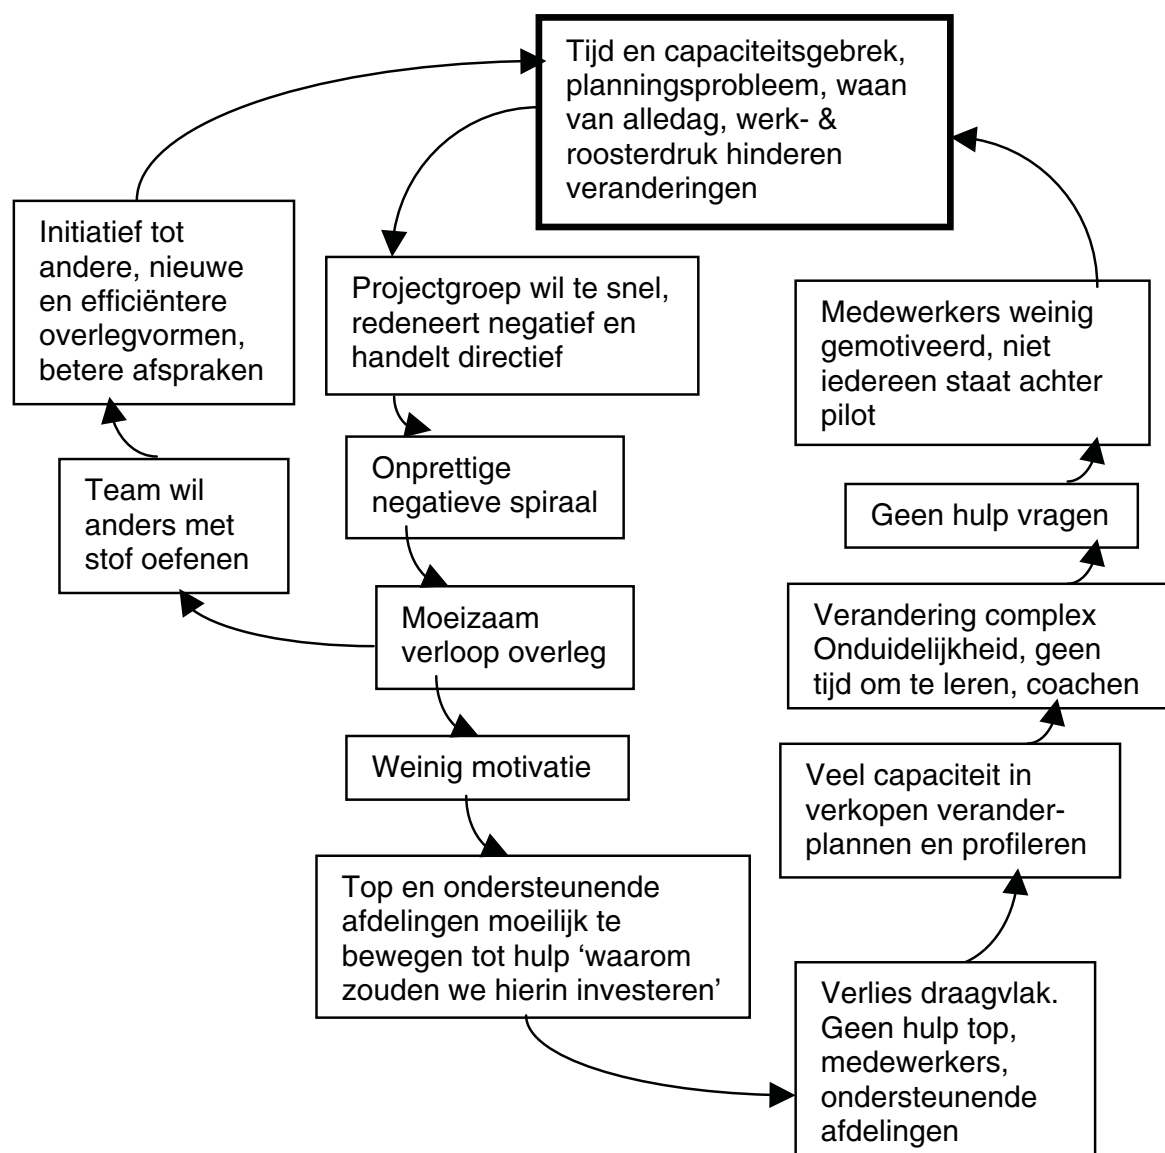 Tijd en capaciteitsgebrek,
planningsprobleem, waan
van alledag, werk- &
roosterdruk hinderen
veranderingen
Initiatief tot
andere, nieuwe
en efficiëntere
overlegvormen,
betere afspraken
Projectgroep wil te snel,
redeneert negatief en
handelt directief
Medewerkers weinig
gemotiveerd, niet
iedereen staat achter
pilot
Onprettige
negatieve spiraal
Team wil
anders met
stof oefenen
Geen hulp vragen
Moeizaam
verloop overleg
Verandering complex
Onduidelijkheid, geen
tijd om te leren, coachen
Weinig motivatie
Veel capaciteit in
verkopen verander-
plannen en profileren
Top en ondersteunende
afdelingen moeilijk te
bewegen tot hulp ‘waarom
zouden we hierin investeren’
Verlies draagvlak.
Geen hulp top,
medewerkers,
ondersteunende
afdelingen